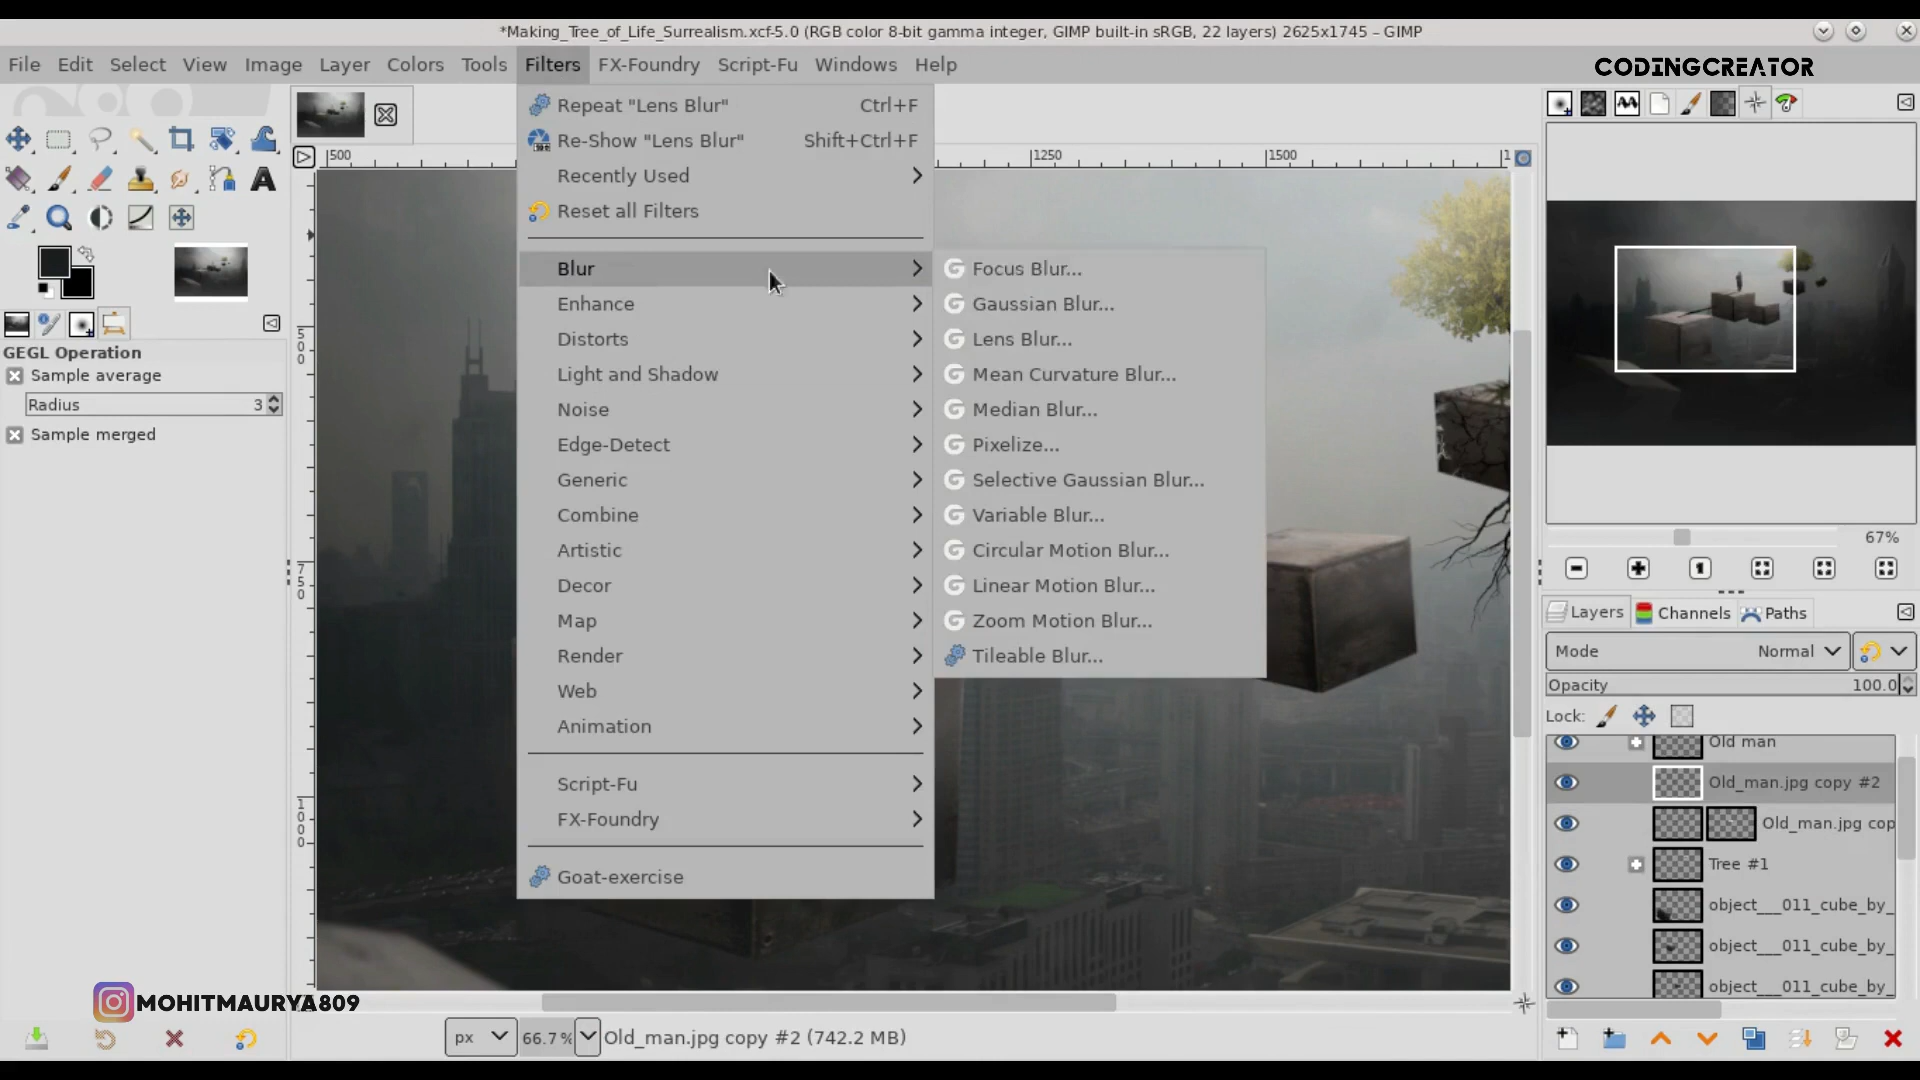 *Making_Tree_of_Life_Surrealism.xcf-5.0 (RGB color 8-bit gamma integer, GIMP built-in sRGB, 22 layers) 2625x1745 – GIMP
File Edit Select View Image Layer Colors Tools Filters FX-Foundry Script-Fu Windows Help
CODINGCREATOR
Repeat "Lens Blur" Ctrl+F
Re-Show "Lens Blur" Shift+Ctrl+F
Recently Used
Reset all Filters
Blur
Enhance
Distorts
Light and Shadow
Noise
Edge-Detect
Generic
Combine
Artistic
Decor
Map
Render
Web
Animation
Script-Fu
FX-Foundry
Goat-exercise
Focus Blur...
Gaussian Blur...
Lens Blur...
Mean Curvature Blur...
Median Blur...
Pixelize...
Selective Gaussian Blur...
Variable Blur...
Circular Motion Blur...
Linear Motion Blur...
Zoom Motion Blur...
Tileable Blur...
500 1250 1500 1
500
750
1000
GEGL Operation
Sample average
Radius 3
Sample merged
67%
Layers Channels Paths
Mode Normal
Opacity 100.0
Lock:
Old man
Old_man.jpg copy #2
Old_man.jpg cop
Tree #1
object___011_cube_by_
object___011_cube_by_
object___011_cube_by_
MOHITMAURYA809
px 66.7 % Old_man.jpg copy #2 (742.2 MB)